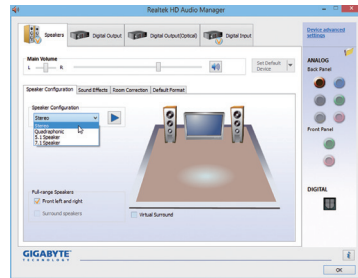 Realtek HD Audio Manager
Speakers
Digital Output
Digital Output(Optical)
Digital Input
Device advanced settings
Main Volume
L
R
Set Default Device
ANALOG
Back Panel
Speaker Configuration
Sound Effects
Room Correction
Default Format
Speaker Configuration
Stereo
Stereo
Quadraphonic
5.1 Speaker
7.1 Speaker
Front Panel
Full-range Speakers
Front left and right
Surround speakers
Virtual Surround
DIGITAL
GIGABYTE
TECHNOLOGY
i
OK